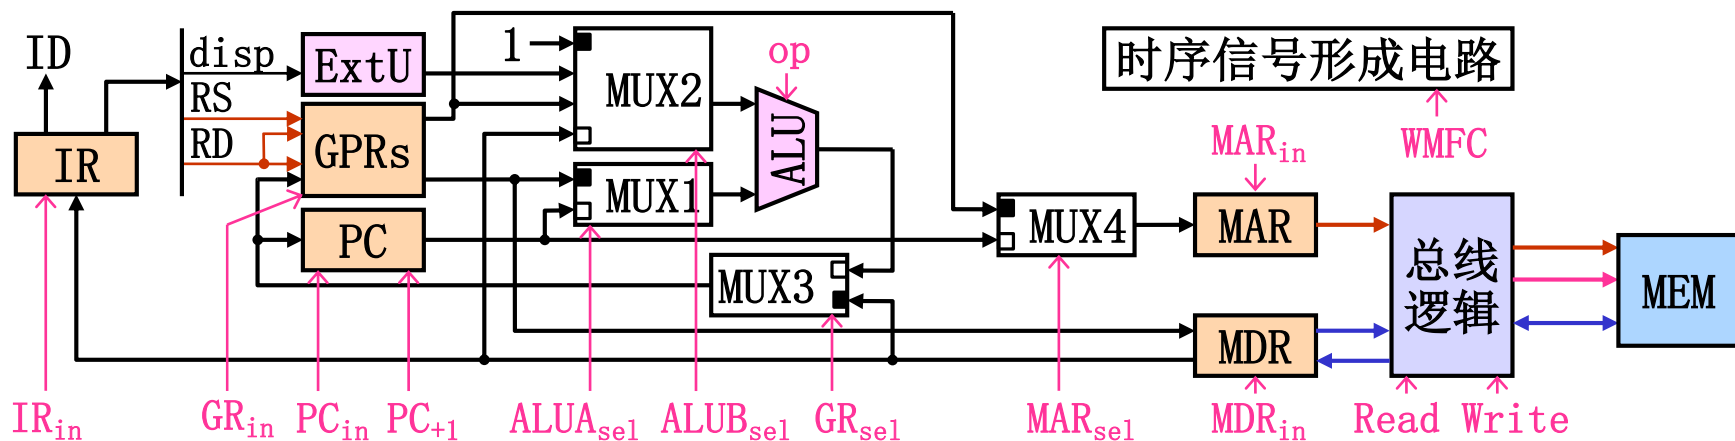 ID
disp
ExtU
1
MUX2
op
时序信号形成电路
RS
RD
GPRs
ALU
WMFC
IR
MUX1
MARin
PC
MUX4
MAR
总线逻辑
MEM
MUX3
MDR
IRin
GRin
PCin
PC+1
ALUAsel
ALUBsel
GRsel
MARsel
MDRin
Read
Write